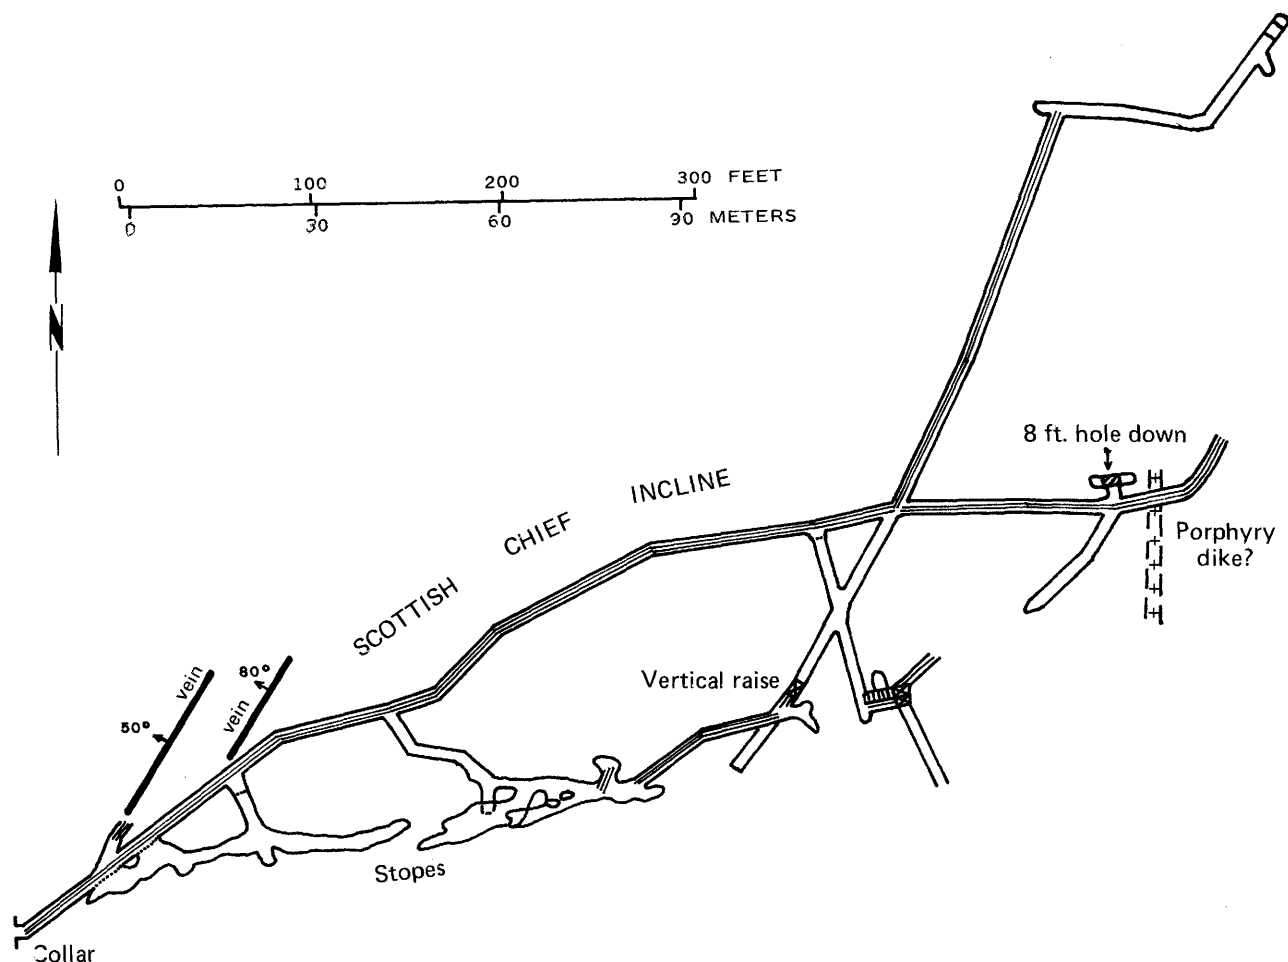 0 100 200 300 FEET
0 30 60 90 METERS
N
8 ft. hole down
Porphyry
dike?
SCOTTISH CHIEF INCLINE
Vertical raise
50° vein
80° vein
Stopes
Collar